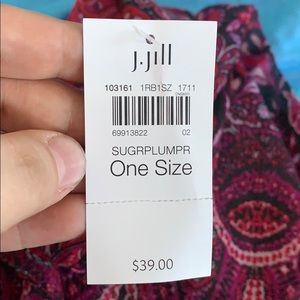 J.Jill
103161 1RB1SZ 1711
69913822 02
SUGRPLUMPR
One Size
$39.00